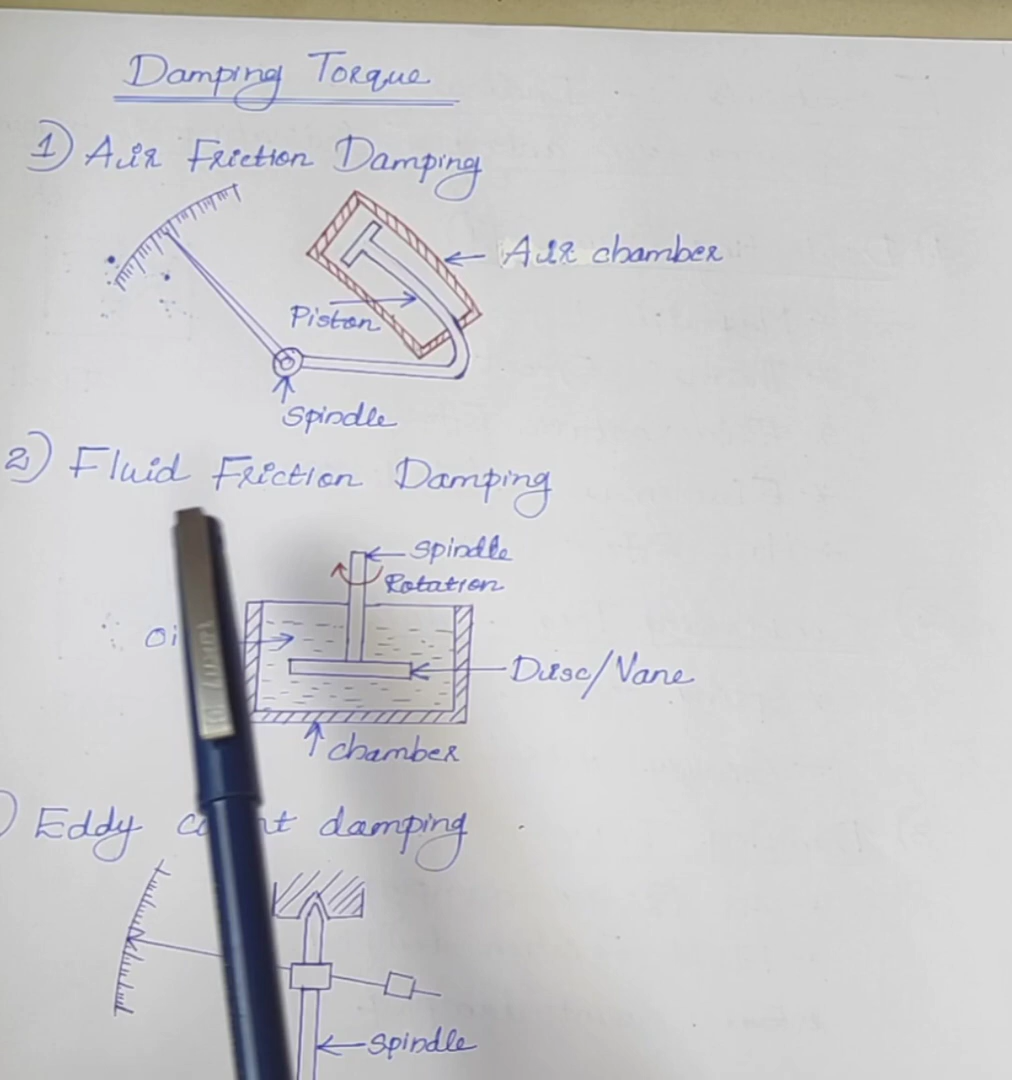 Damping Torque
1) Air Friction Damping
Air chamber
Piston
Spindle
2) Fluid Friction Damping
Spindle
Rotation
Disc/Vane
chamber
Eddy damping
Spindle